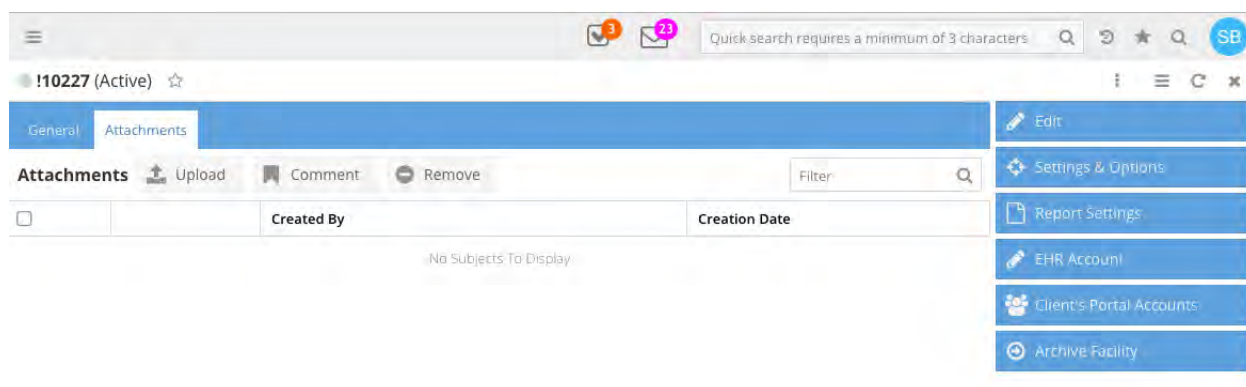 3 23 Quick search requires a minimum of 3 characters SB
!10227 (Active)
General Attachments
Edit
Attachments Upload Comment Remove Filter
Settings & Options
Created By Creation Date
Report Settings
No Subjects To Display
EHR Account
Client's Portal Accounts
Archive Facility